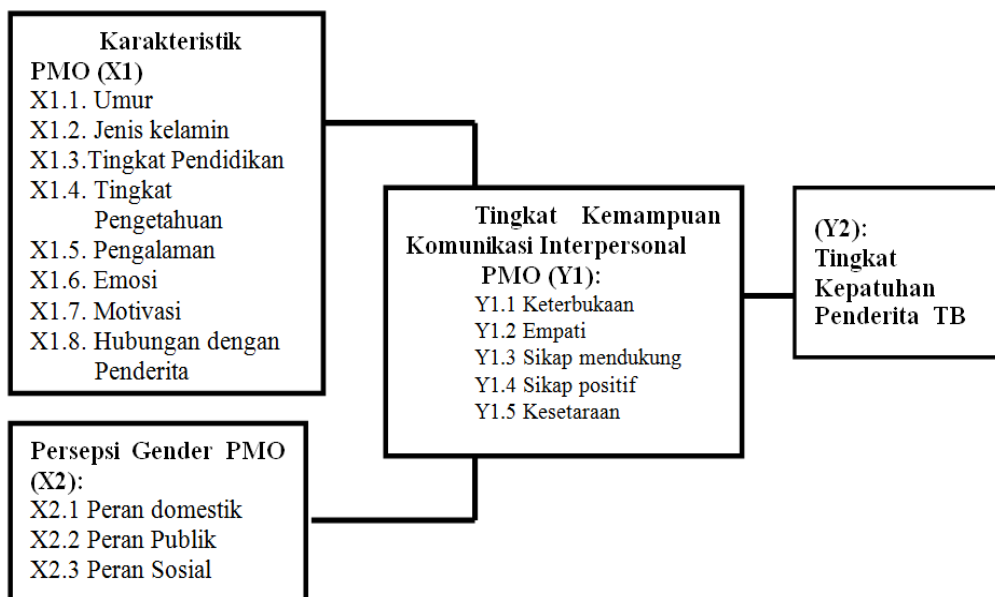 Karakteristik
PMO (X1)
X1.1. Umur
X1.2. Jenis kelamin
X1.3.Tingkat Pendidikan
X1.4. Tingkat
Pengetahuan
X1.5. Pengalaman
X1.6. Emosi
X1.7. Motivasi
X1.8. Hubungan dengan
Penderita
Persepsi Gender PMO
(X2):
X2.1 Peran domestik
X2.2 Peran Publik
X2.3 Peran Sosial
Tingkat Kemampuan
Komunikasi Interpersonal
PMO (Y1):
Y1.1 Keterbukaan
Y1.2 Empati
Y1.3 Sikap mendukung
Y1.4 Sikap positif
Y1.5 Kesetaraan
(Y2):
Tingkat
Kepatuhan
Penderita TB